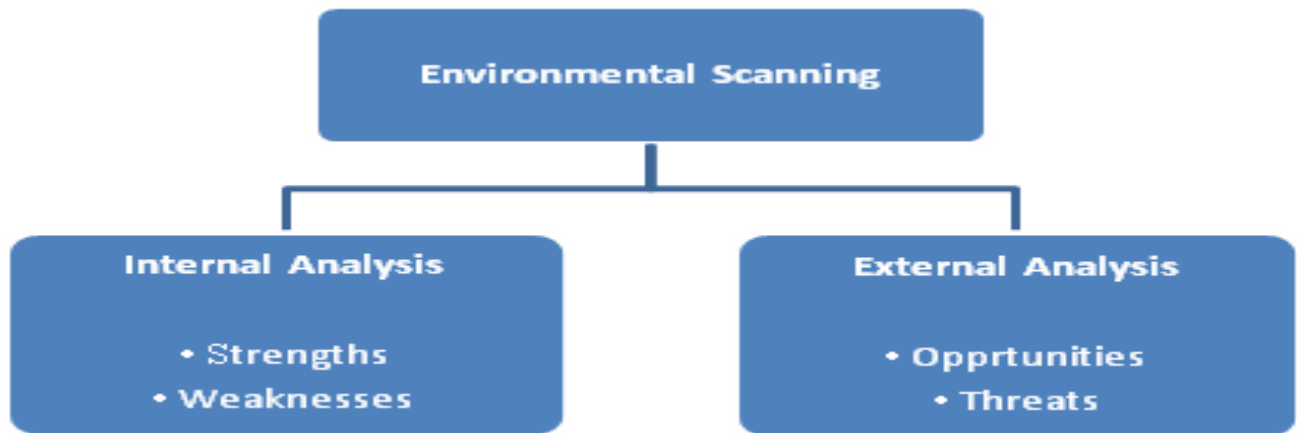 Environmental Scanning
Internal Analysis
• Strengths
• Weaknesses
External Analysis
• Opprtunities
• Threats